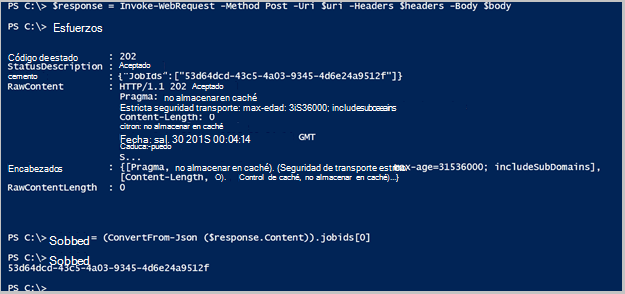 PS C:\> $response = Invoke-WebRequest -Method Post -Uri $uri -Headers $headers -Body $body
PS C:\> Esfuerzos
Código de estado : 202
StatusDescription : Aceptado
cemento : {"JobIds":["53d64dcd-43c5-4a03-9345-4d6e24a9512f"]}
RawContent : HTTP/1.1 202 Aceptado
Pragma: no almacenar en caché
Estricta seguridad transporte: max-edad: 3iS36000; includesubceeains
Content-Length: 0
citron: no almacenar en caché
Fecha: sal. 30 201S 00:04:14 GMT
Caduca:-puedo
S...
Encabezados : {[Pragma, no almacenar en caché). (Seguridad de transporte estricta, max-age=31536000; includeSubDomains],
[Content-Length, O). Control de caché, no almacenar en caché)...}
RawContentLength : 0
PS C:\> Sobbed = (ConvertFrom-Json ($response.Content)).jobids[0]
PS C:\> Sobbed
53d64dcd-43c5-4a03-9345-4d6e24a9512f
PS C:\>